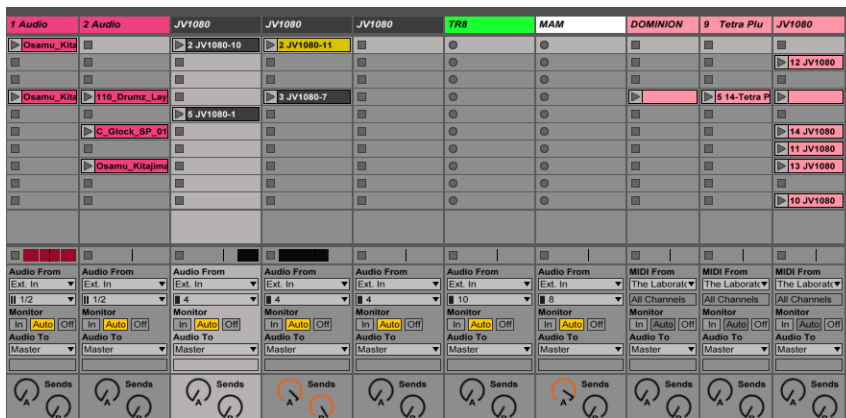 1 Audio 2 Audio JV1080 JV1080 JV1080 TR8 MAM DOMINION 9 Tetra Plu JV1080
Osamu_Kita 2 JV1080-10 2 JV1080-11
12 JV1080
Osamu_Kita 110_Drumz_Lay 3 JV1080-7 5 14-Tetra P
5 JV1080-1
C_Glock_SP_01 14 JV1080
11 JV1080
Osamu_Kitajima 13 JV1080
10 JV1080
Audio From Audio From Audio From Audio From Audio From Audio From Audio From MIDI From MIDI From MIDI From
Ext. In Ext. In Ext. In Ext. In Ext. In Ext. In Ext. In The Laborato The Laborato The Laborato
1/2 1/2 4 4 4 10 8 All Channels All Channels All Channels
Monitor Monitor Monitor Monitor Monitor Monitor Monitor Monitor Monitor Monitor
In Auto Off In Auto Off In Auto Off In Auto Off In Auto Off In Auto Off In Auto Off In Auto Off In Auto Off In Auto Off
Audio To Audio To Audio To Audio To Audio To Audio To Audio To Audio To Audio To Audio To
Master Master Master Master Master Master Master Master Master Master
Sends Sends Sends Sends Sends Sends Sends Sends Sends Sends
A A A A A A A A A A
B B B B B B B B B B